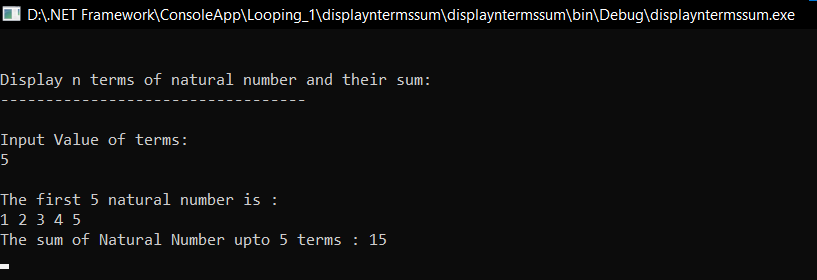 D:\.NET Framework\ConsoleApp\Looping_1\displayntermssum\displayntermssum\bin\Debug\displayntermssum.exe
Display n terms of natural number and their sum:
----------------------------------
Input Value of terms:
5
The first 5 natural number is :
1 2 3 4 5
The sum of Natural Number upto 5 terms : 15